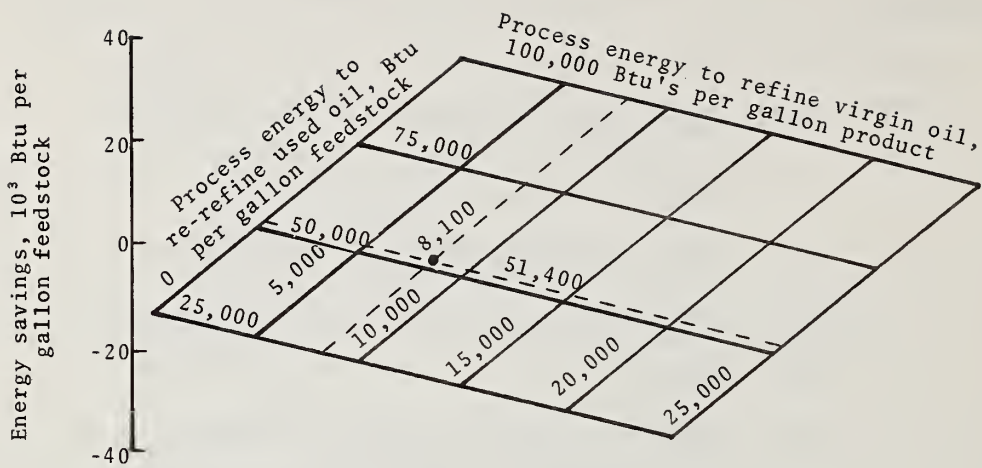 40
20
0
-20
-40
Energy savings, 10³ Btu per
gallon feedstock
Process energy to
re-refine used oil, Btu
per gallon feedstock
Process energy to refine virgin oil,
100,000 Btu's per gallon product
75,000
50,000
25,000
8,100
51,400
0
5,000
10,000
15,000
20,000
25,000